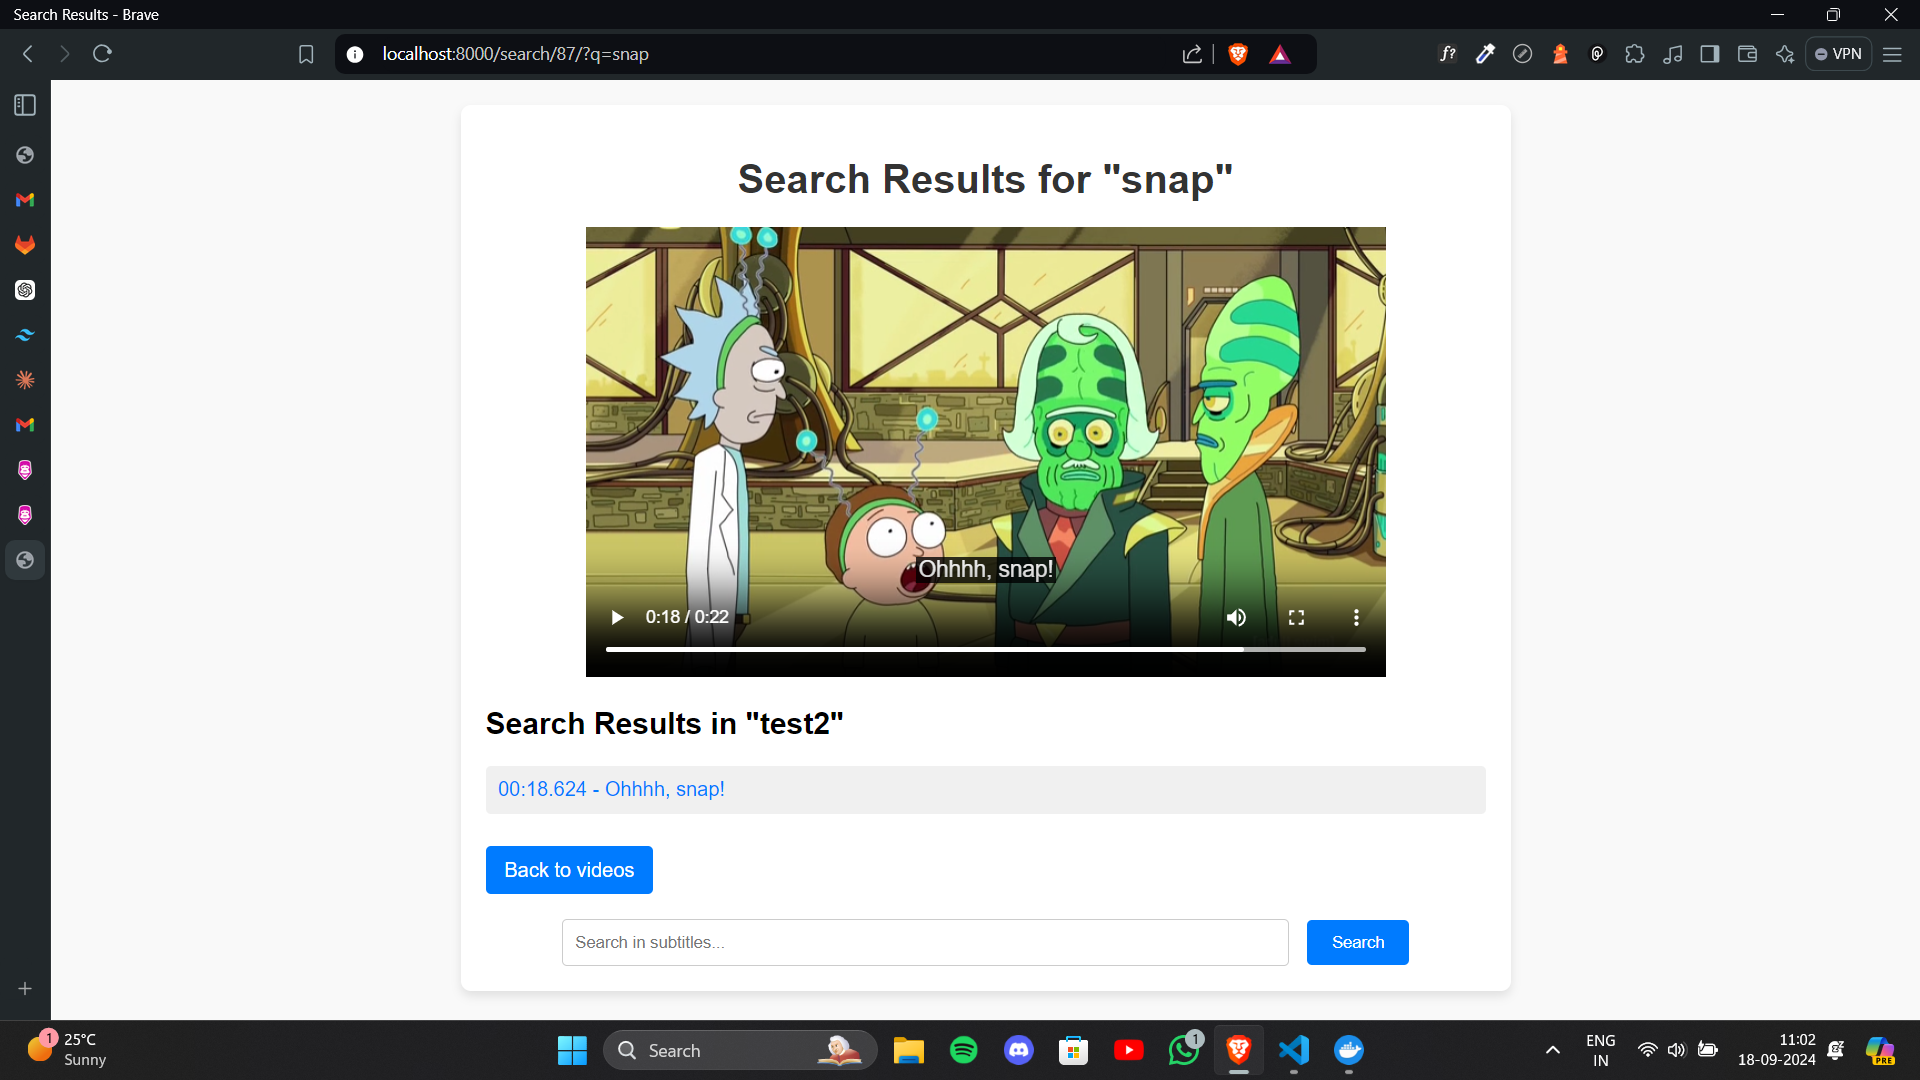 Search Results - Brave
localhost:8000/search/87/?q=snap
f?
VPN
Search Results for "snap"
Ohhhh, snap!
0:18 / 0:22
Search Results in "test2"
00:18.624 - Ohhhh, snap!
Back to videos
Search in subtitles...
Search
1
25°C
Sunny
Search
1
ENG
IN
11:02
18-09-2024
PRE